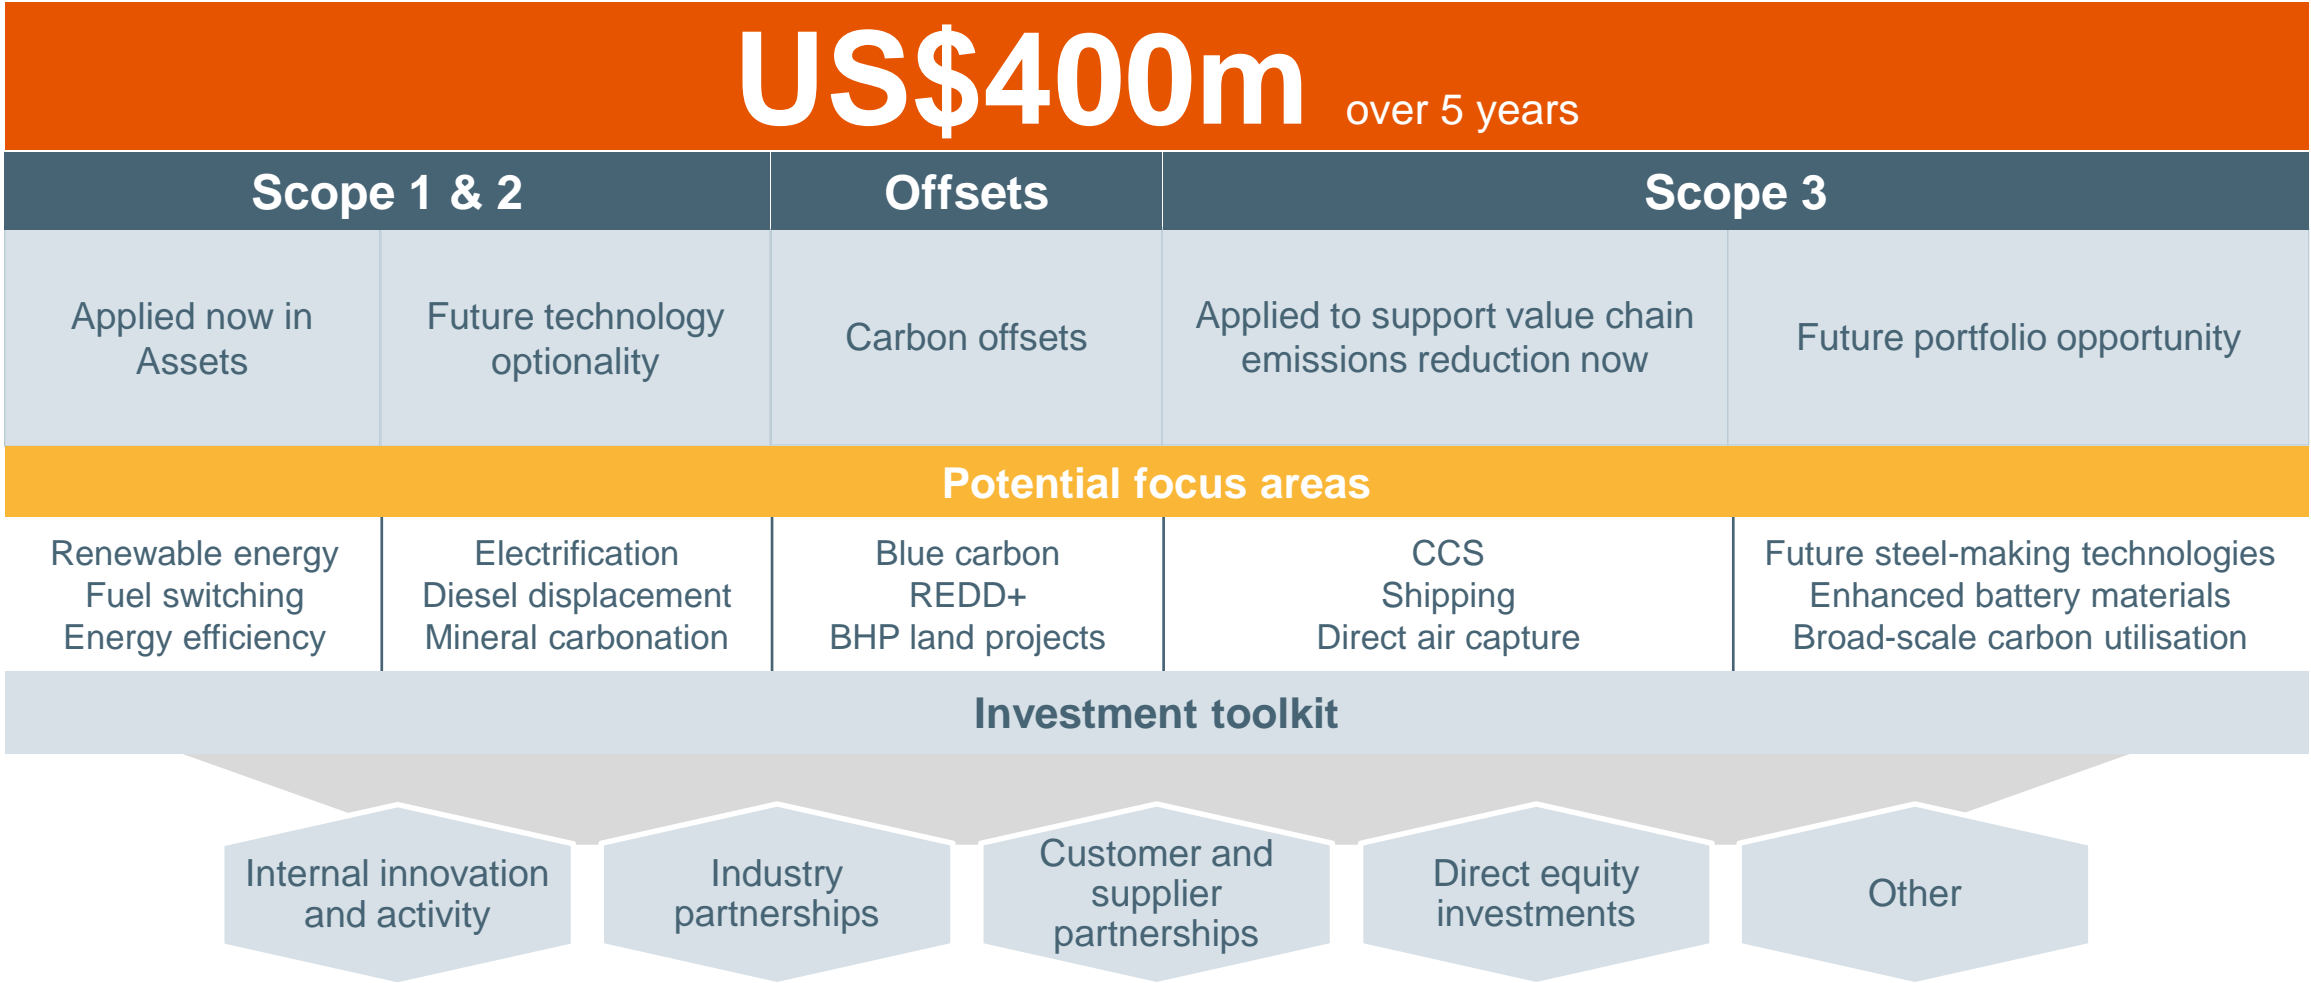 US$400m over 5 years
Scope 1 & 2
Offsets
Scope 3
Applied now in
Assets
Future technology
optionality
Carbon offsets
Applied to support value chain
emissions reduction now
Future portfolio opportunity
Potential focus areas
Renewable energy
Fuel switching
Energy efficiency
Electrification
Diesel displacement
Mineral carbonation
Blue carbon
REDD+
BHP land projects
CCS
Shipping
Direct air capture
Future steel-making technologies
Enhanced battery materials
Broad-scale carbon utilisation
Investment toolkit
Internal innovation
and activity
Industry
partnerships
Customer and
supplier
partnerships
Direct equity
investments
Other